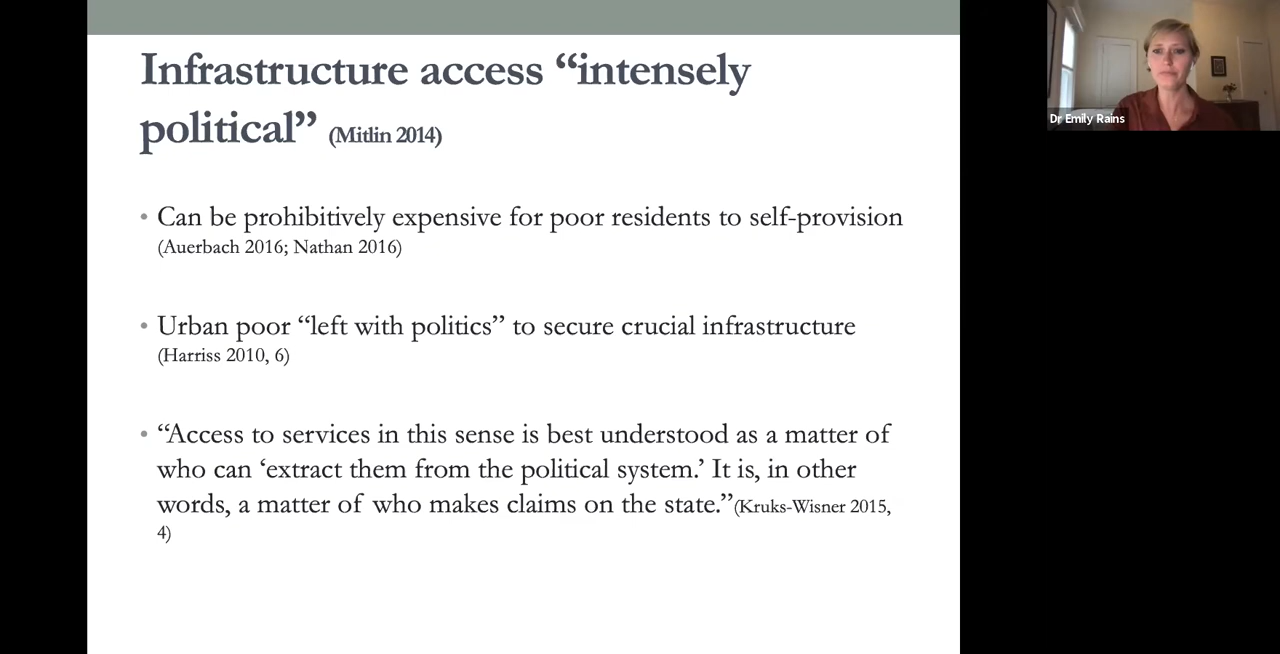 Infrastructure access “intensely
political” (Mitlin 2014)
• Can be prohibitively expensive for poor residents to self-provision
(Auerbach 2016; Nathan 2016)
• Urban poor “left with politics” to secure crucial infrastructure
(Harriss 2010, 6)
• “Access to services in this sense is best understood as a matter of
who can ‘extract them from the political system.’ It is, in other
words, a matter of who makes claims on the state.”(Kruks-Wisner 2015,
4)
Dr Emily Rains